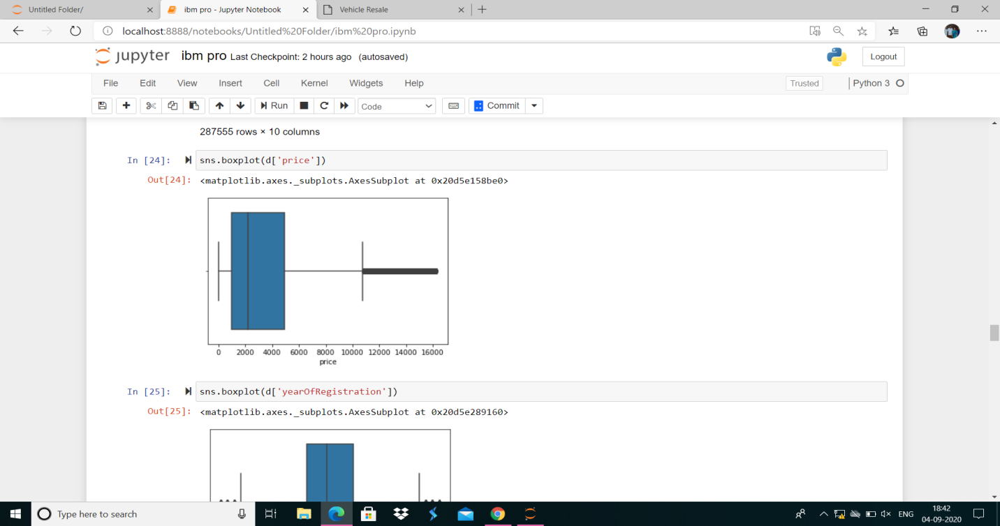 Untitled Folder/
ibm pro - Jupyter Notebook
Vehicle Resale
localhost:8888/notebooks/Untitled%20Folder/ibm%20pro.ipynb
jupyter ibm pro Last Checkpoint: 2 hours ago (autosaved)
Logout
File Edit View Insert Cell Kernel Widgets Help
Trusted
Python 3
Run
Code
Commit
287555 rows × 10 columns
In [24]: sns.boxplot(d['price'])
Out[24]: <matplotlib.axes._subplots.AxesSubplot at 0x20d5e158be0>
0 2000 4000 6000 8000 10000 12000 14000 16000
price
In [25]: sns.boxplot(d['yearOfRegistration'])
Out[25]: <matplotlib.axes._subplots.AxesSubplot at 0x20d5e289160>
Type here to search
ENG
18:42
04-09-2020